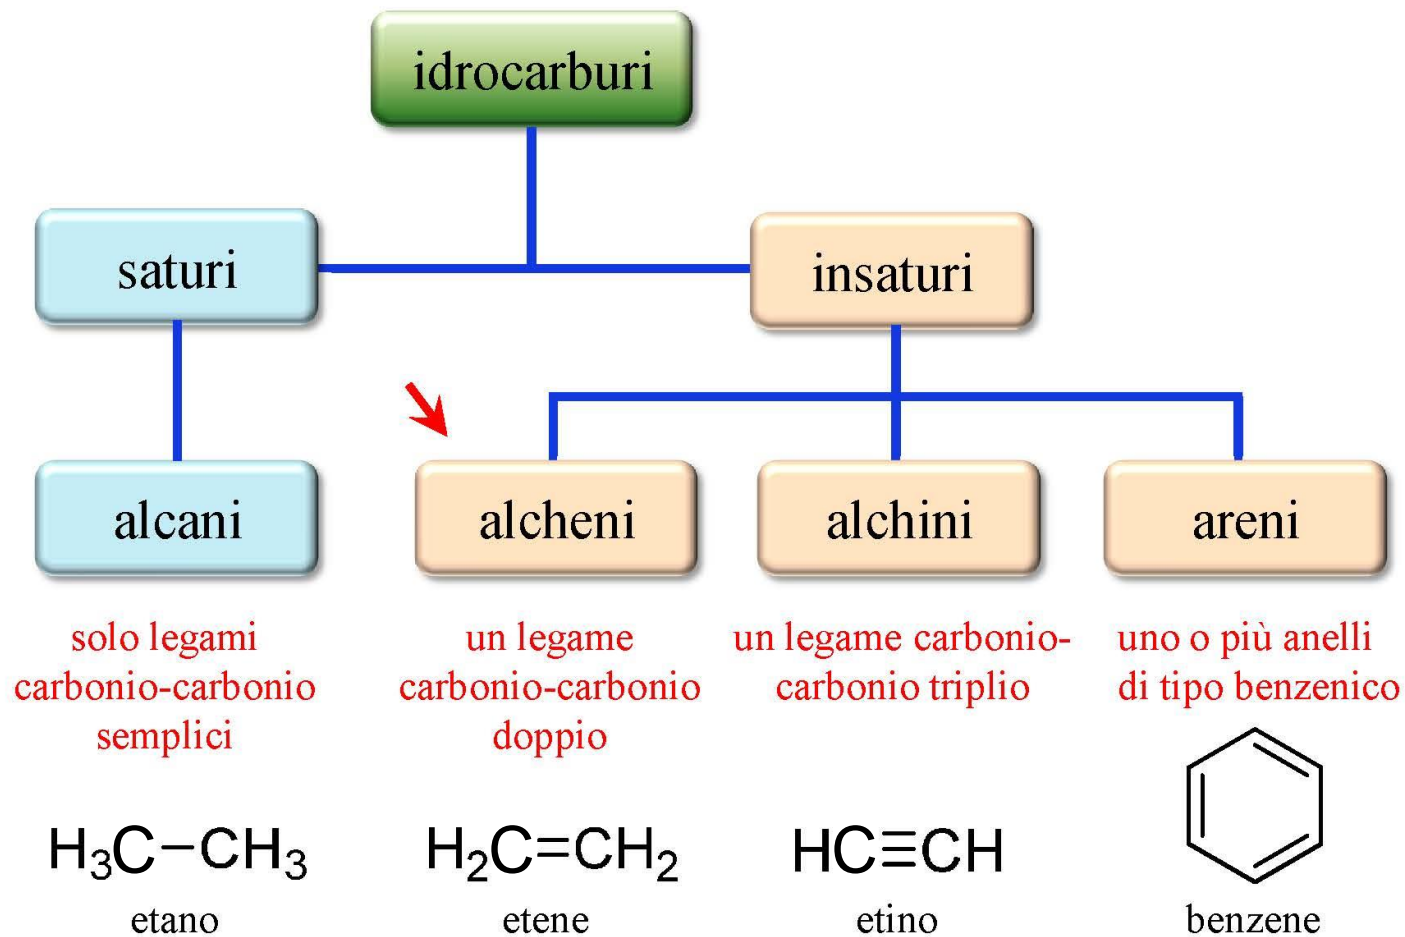 idrocarburi
saturi
insaturi
alcani
alcheni
alchini
areni
solo legami
carbonio-carbonio
semplici
un legame
carbonio-carbonio
doppio
un legame carbonio-
carbonio triplio
uno o più anelli
di tipo benzenico
H₃C−CH₃
H₂C=CH₂
HC≡CH
etano
etene
etino
benzene